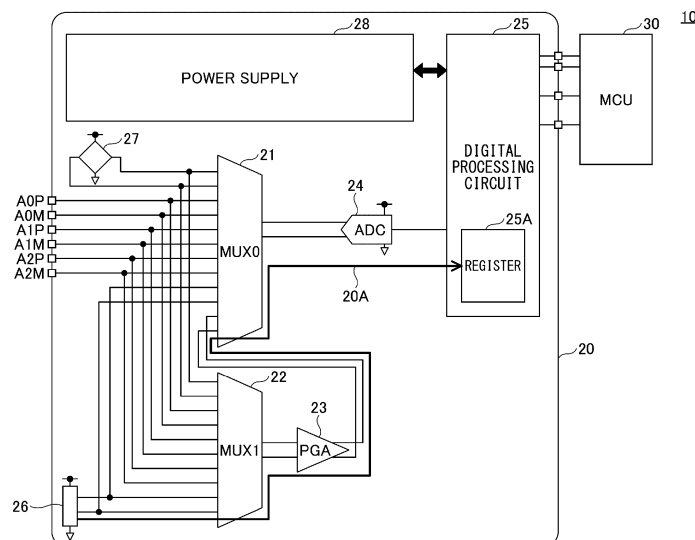 10
28
25
30
POWER SUPPLY
MCU
27
21
DIGITAL
PROCESSING
CIRCUIT
24
A0P
A0M
A1P
A1M
A2P
A2M
MUX0
ADC
25A
REGISTER
20A
20
22
23
MUX1
PGA
26